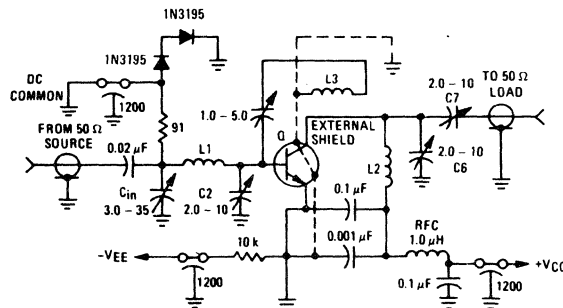 1N3195
1N3195
DC
COMMON
1200
FROM 50 Ω
SOURCE
0.02 μF
91
L1
Cin
3.0 – 35
C2
2.0 – 10
1.0 – 5.0
L3
Q
EXTERNAL
SHIELD
2.0 – 10
C7
TO 50 Ω
LOAD
2.0 – 10
C6
L2
0.1 μF
0.001 μF
RFC
1.0 μH
–VEE
10 k
1200
0.1 μF
1200
+VCC